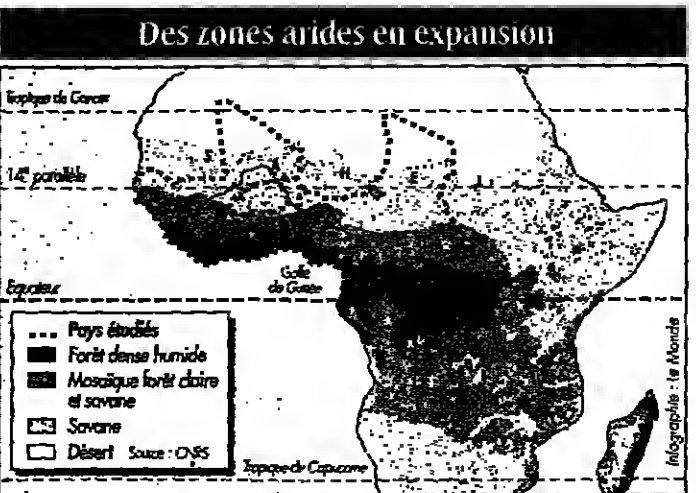 Des zones arides en expansion
Tropique du Cancer
14e parallèle
S A H E L
Golfe
de Guinée
Equateur
Pays étudiés
Forêt dense humide
Mosaïque forêt claire
et savane
Savane
Désert Source : CNRS
Tropique du Capricorne
Infographie : Le Monde